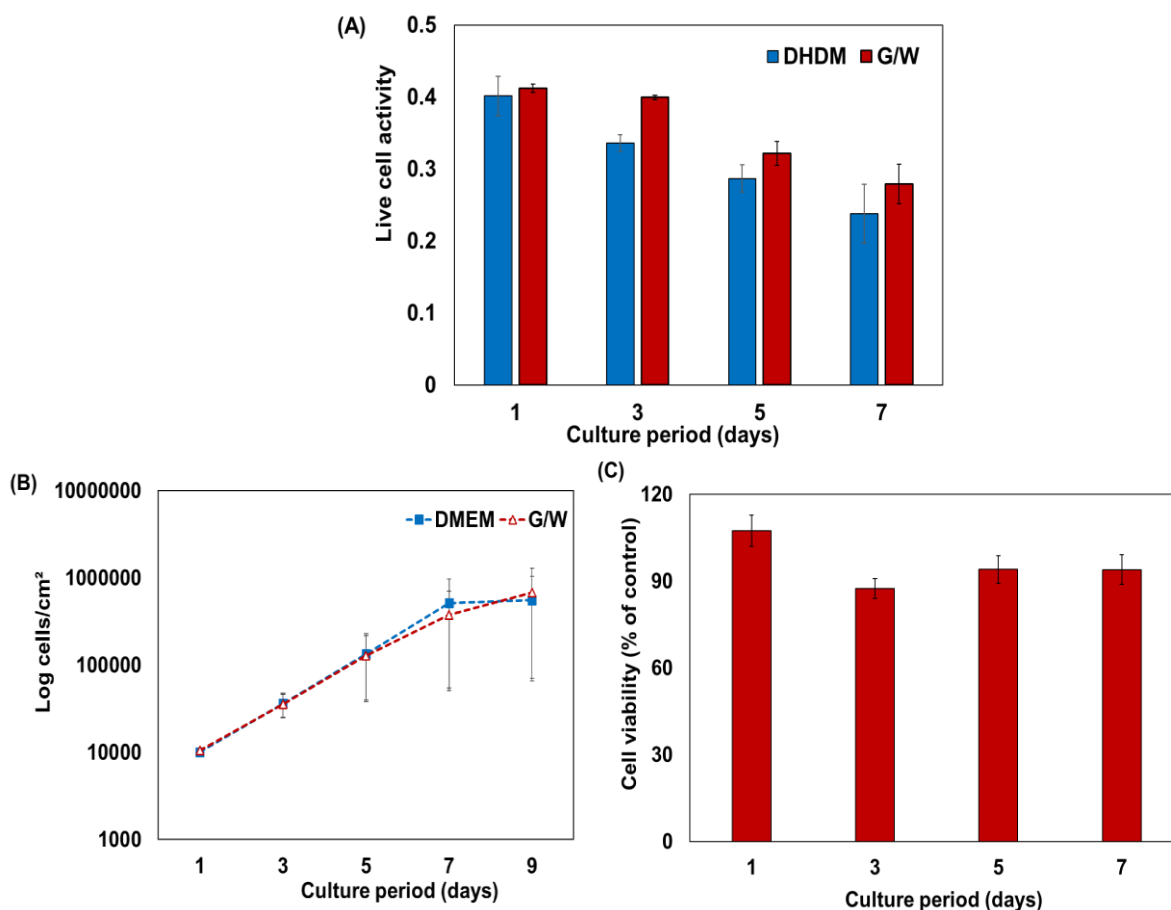 (A)
0.5
0.4
0.3
0.2
0.1
0
Live cell activity
DHDM G/W
1 3 5 7
Culture period (days)
(B)
10000000
1000000
100000
10000
1000
Log cells/cm²
DMEM G/W
1 3 5 7 9
Culture period (days)
(C)
120
90
60
30
0
Cell viability (% of control)
1 3 5 7
Culture period (days)